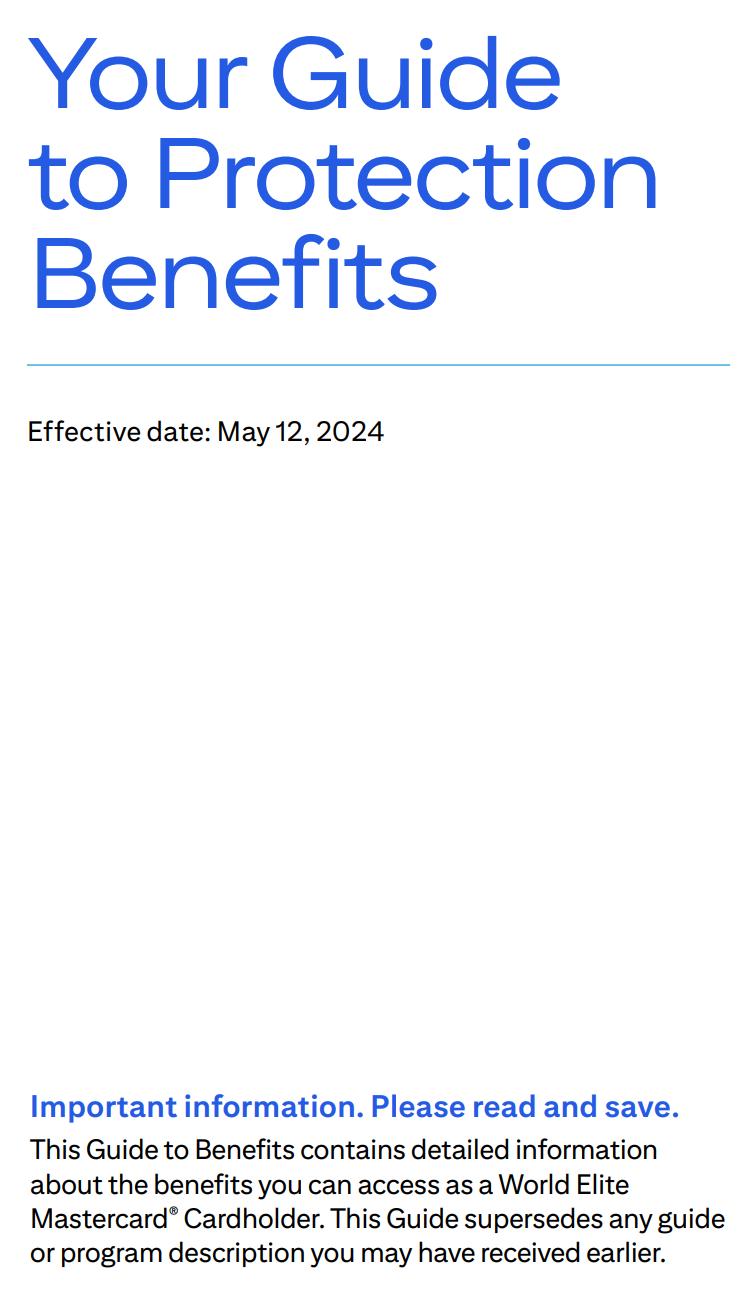 Your Guide
to Protection
Benefits
Effective date: May 12, 2024
Important information. Please read and save.
This Guide to Benefits contains detailed information
about the benefits you can access as a World Elite
Mastercard® Cardholder. This Guide supersedes any guide
or program description you may have received earlier.